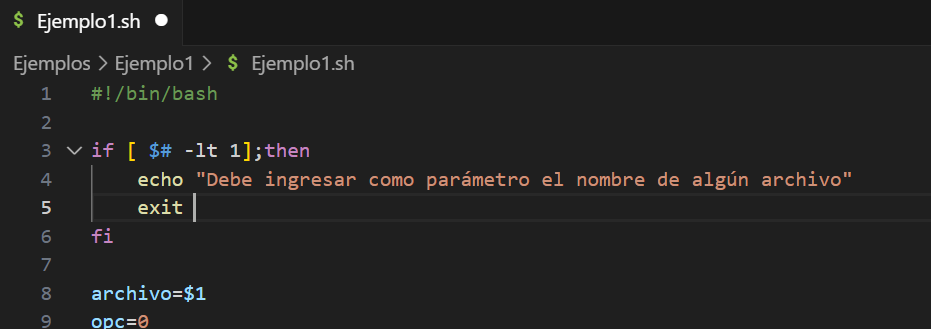 $ Ejemplo1.sh
Ejemplos > Ejemplo1 > $ Ejemplo1.sh
1 #!/bin/bash
2
3 if [ $# -lt 1];then
4 echo "Debe ingresar como parámetro el nombre de algún archivo"
5 exit
6 fi
7
8 archivo=$1
9 opc=0